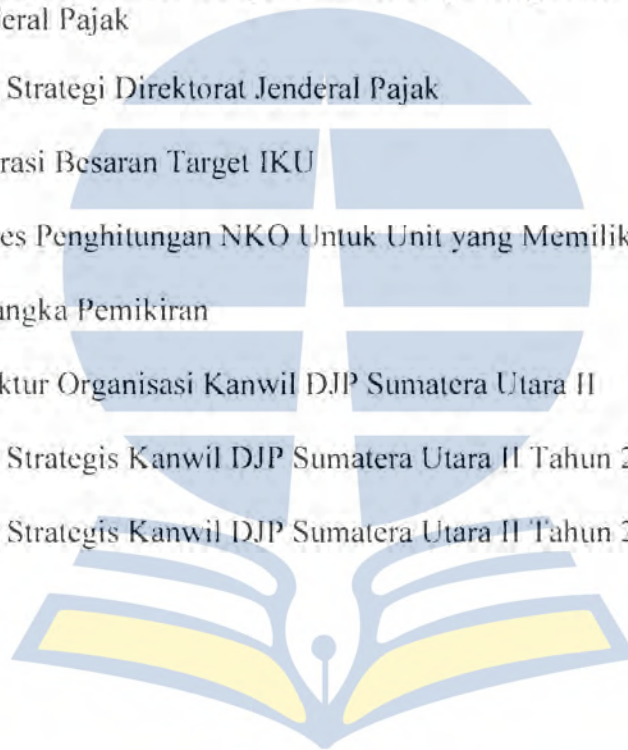 deral Pajak
Strategi Direktorat Jenderal Pajak
rasi Besaran Target IKU
es Penghitungan NKO Untuk Unit yang Memilik
angka Pemikiran
ktur Organisasi Kanwil DJP Sumatera Utara II
Strategis Kanwil DJP Sumatera Utara II Tahun 2
Strategis Kanwil DJP Sumatera Utara II Tahun